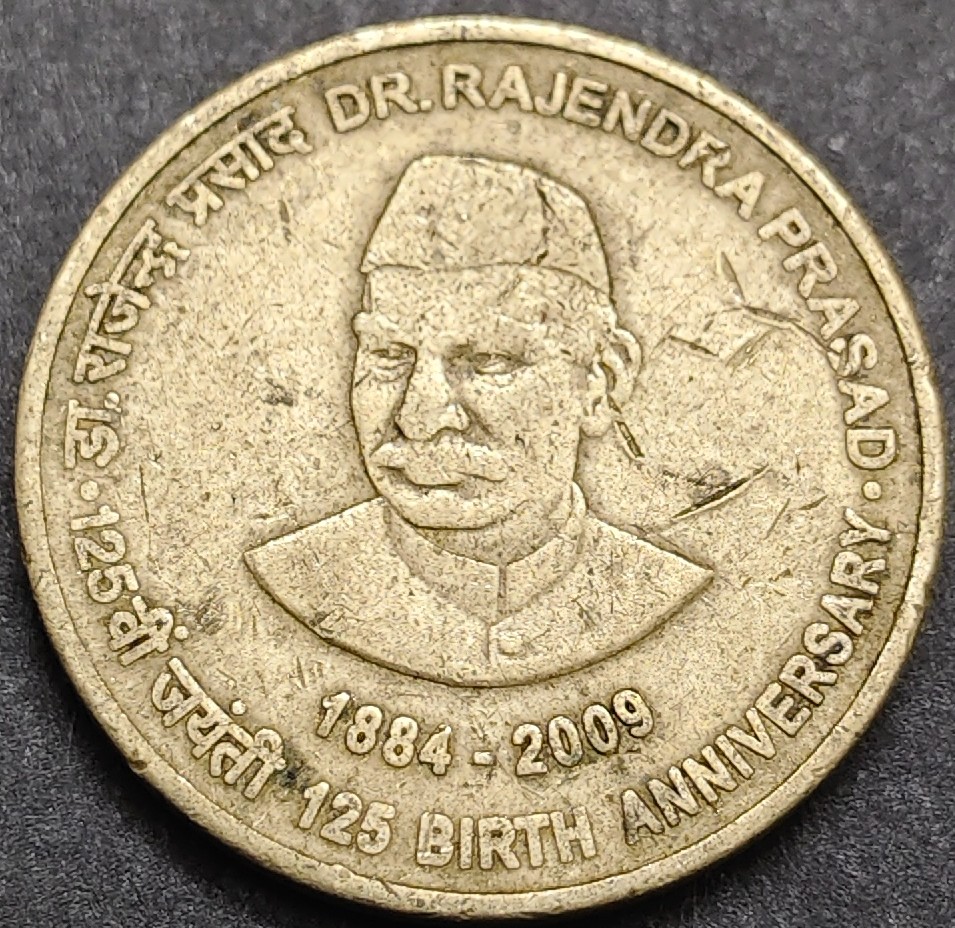 डा. राजेन्द्र प्रसाद DR. RAJENDRA PRASAD
1884 - 2009
125वीं जयंती 125 BIRTH ANNIVERSARY